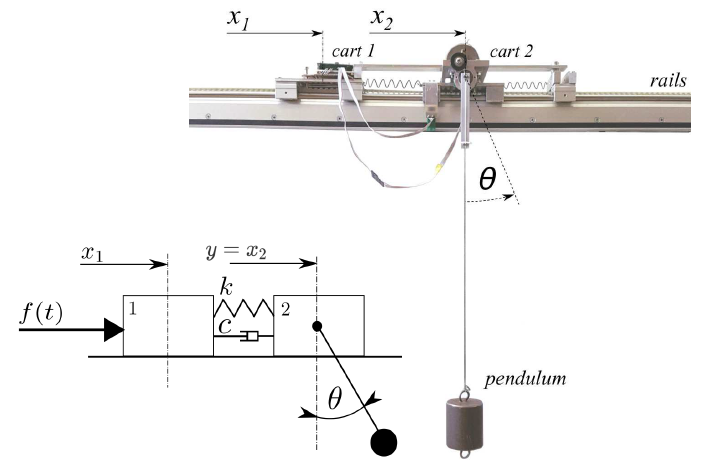 x₁ x₂
cart 1 cart 2
rails
θ
x₁ y = x₂
k
f(t) 1 2
c
θ
pendulum